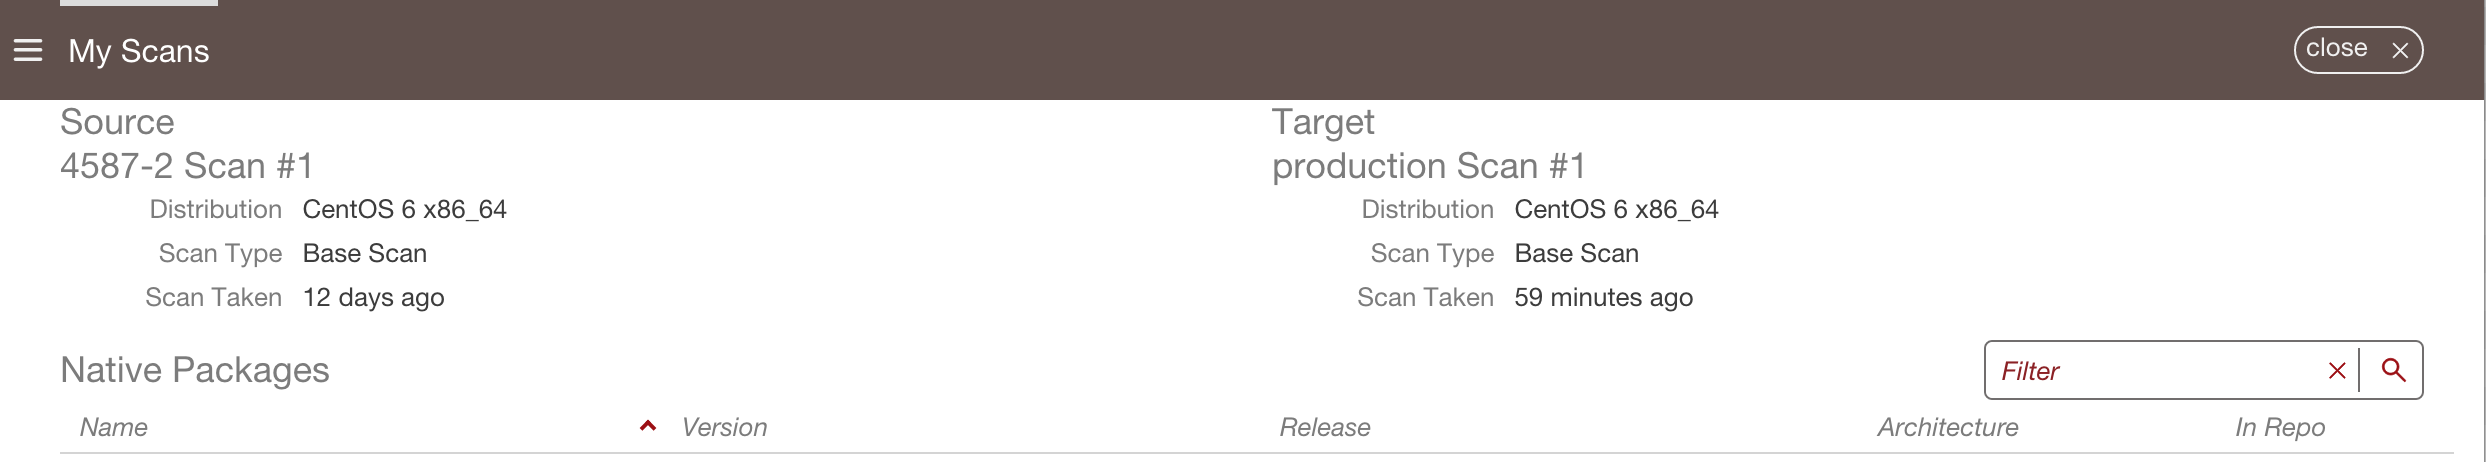 My Scans
close
Source
4587-2 Scan #1
Distribution CentOS 6 x86_64
Scan Type Base Scan
Scan Taken 12 days ago
Target
production Scan #1
Distribution CentOS 6 x86_64
Scan Type Base Scan
Scan Taken 59 minutes ago
Native Packages
Filter
Name Version Release Architecture In Repo